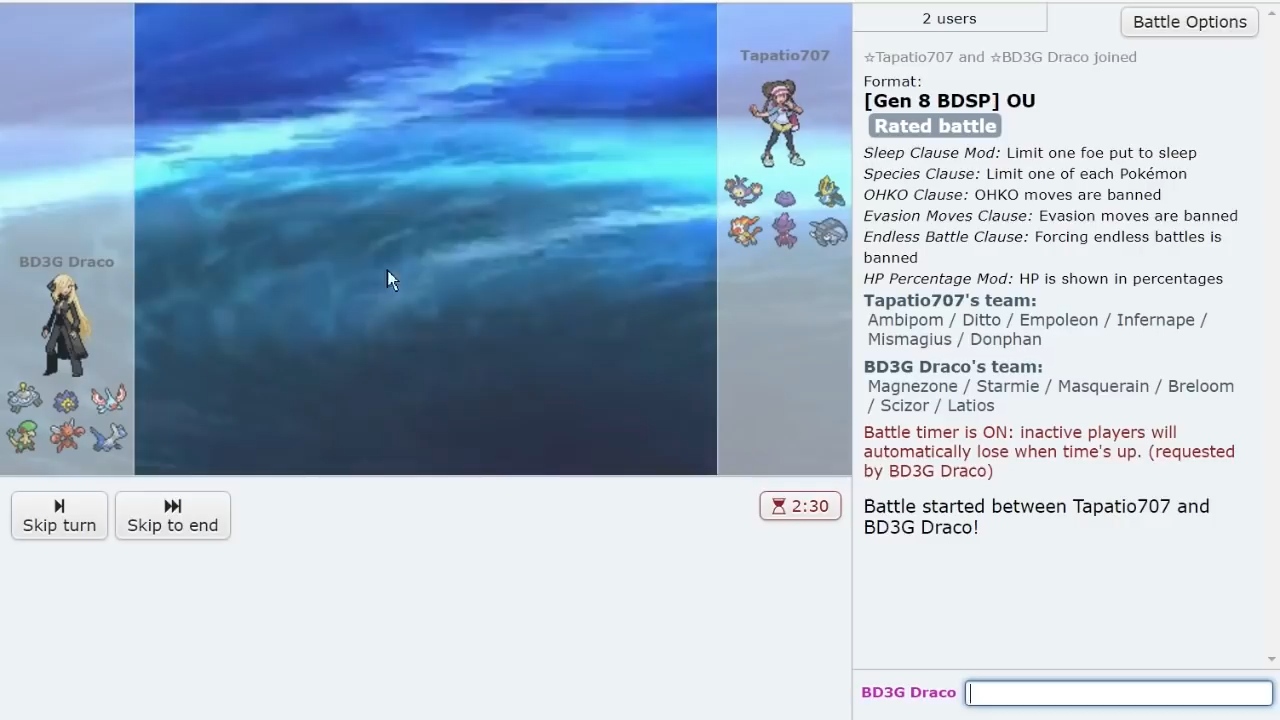 2 users
Battle Options
Tapatio707
BD3G Draco
Skip turn
Skip to end
2:30
☆Tapatio707 and ☆BD3G Draco joined
Format:
[Gen 8 BDSP] OU
Rated battle
Sleep Clause Mod: Limit one foe put to sleep
Species Clause: Limit one of each Pokémon
OHKO Clause: OHKO moves are banned
Evasion Moves Clause: Evasion moves are banned
Endless Battle Clause: Forcing endless battles is
banned
HP Percentage Mod: HP is shown in percentages
Tapatio707's team:
Ambipom / Ditto / Empoleon / Infernape /
Mismagius / Donphan
BD3G Draco's team:
Magnezone / Starmie / Masquerain / Breloom
/ Scizor / Latios
Battle timer is ON: inactive players will
automatically lose when time's up. (requested
by BD3G Draco)
Battle started between Tapatio707 and
BD3G Draco!
BD3G Draco